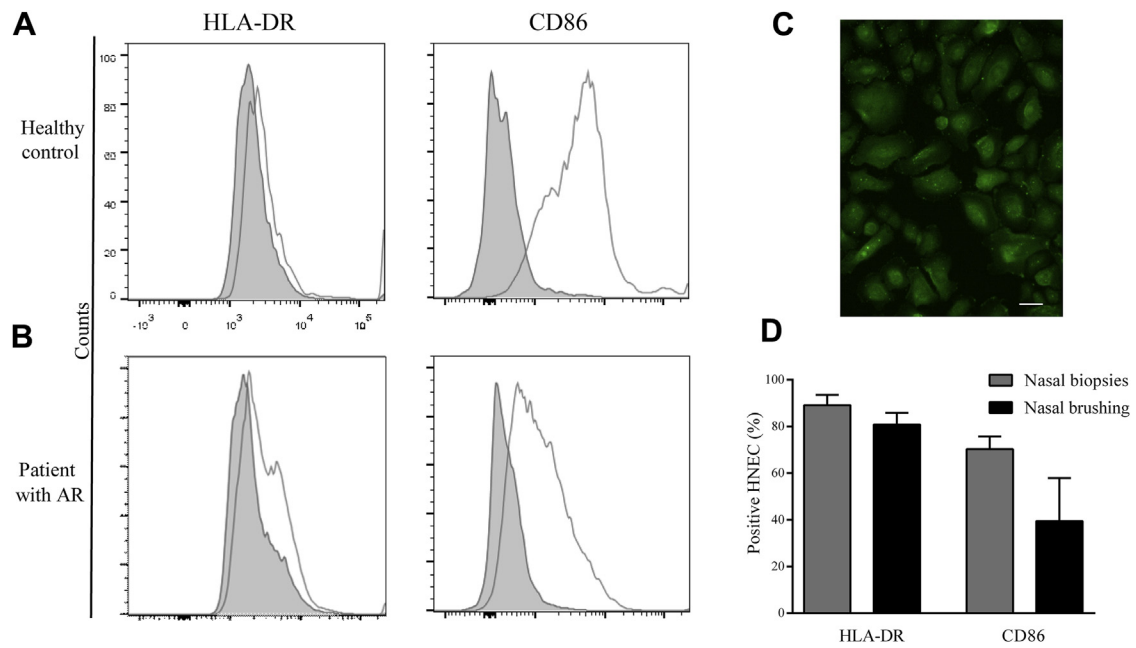 A
HLA-DR
CD86
C
Healthy
control
100
80
60
40
20
0
-10³
0
10³
10⁴
10⁵
Counts
B
Patient
with AR
D
Nasal biopsies
Nasal brushing
Positive HNEC (%)
100
80
60
40
20
0
HLA-DR
CD86